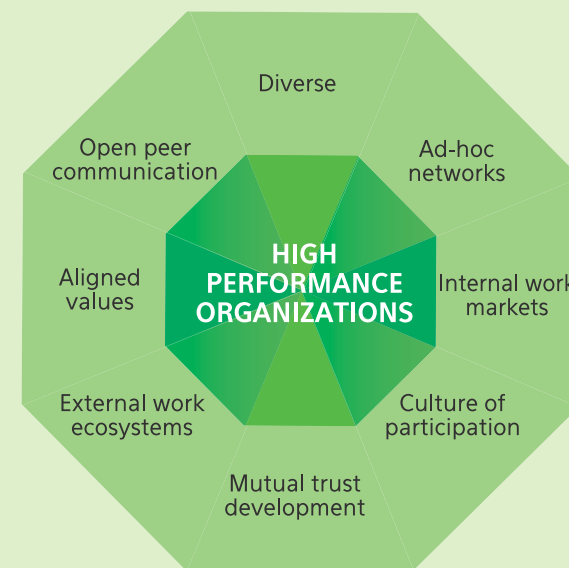 Diverse
Open peer
communication
Ad-hoc
networks
HIGH
PERFORMANCE
ORGANIZATIONS
Aligned
values
Internal work
markets
External work
ecosystems
Culture of
participation
Mutual trust
development